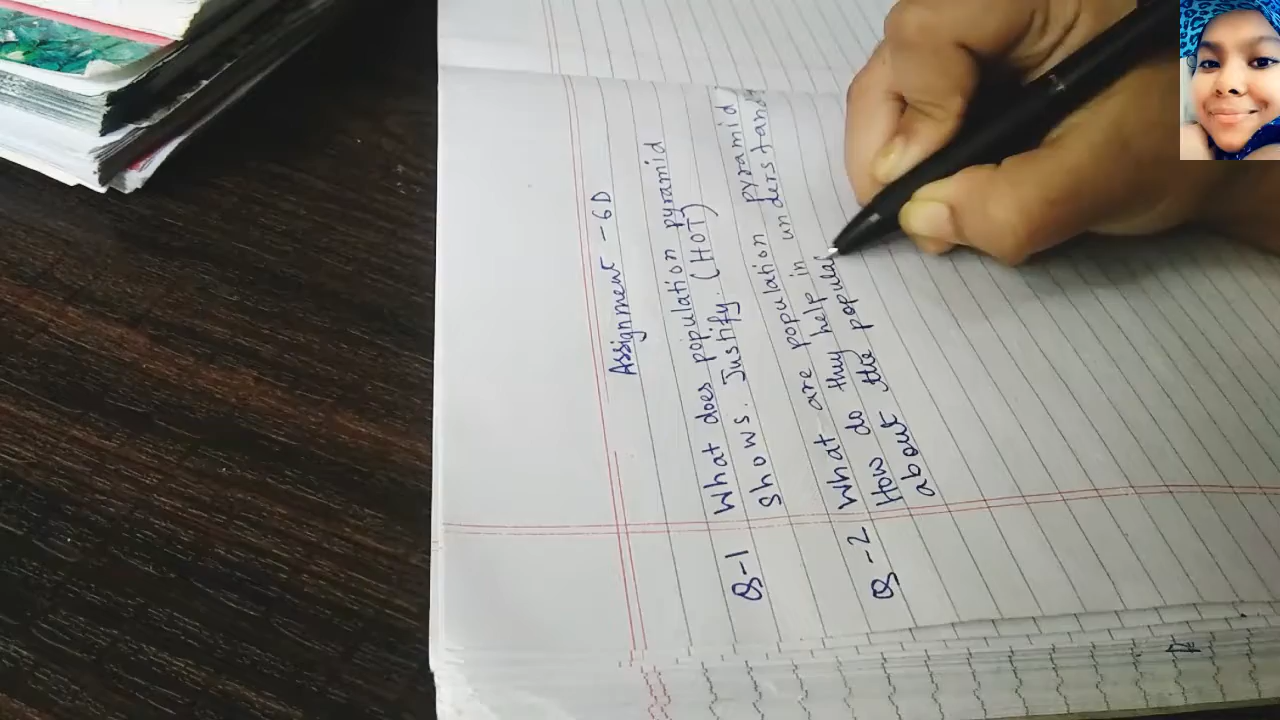 Assignment - 6D
Q-1 What does population pyramid
shows. Justify. (HOT)
Q-2 What are population pyramid
How do they help in understand
about the populat